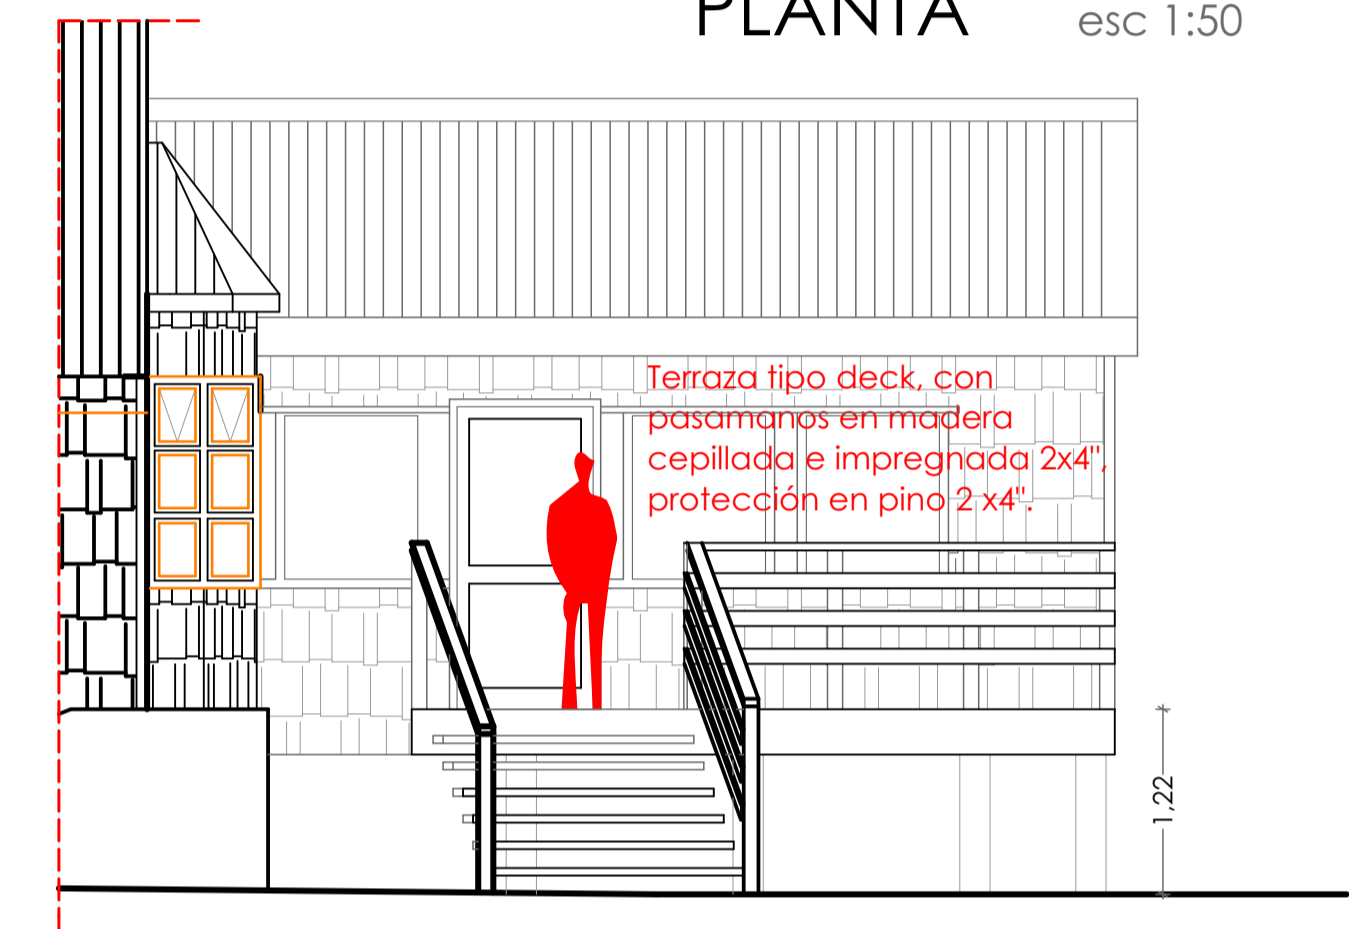 PLANTA esc 1:50
Terraza tipo deck, con
pasamanos en madera
cepillada e impregnada 2x4",
protección en pino 2 x4".
1,22